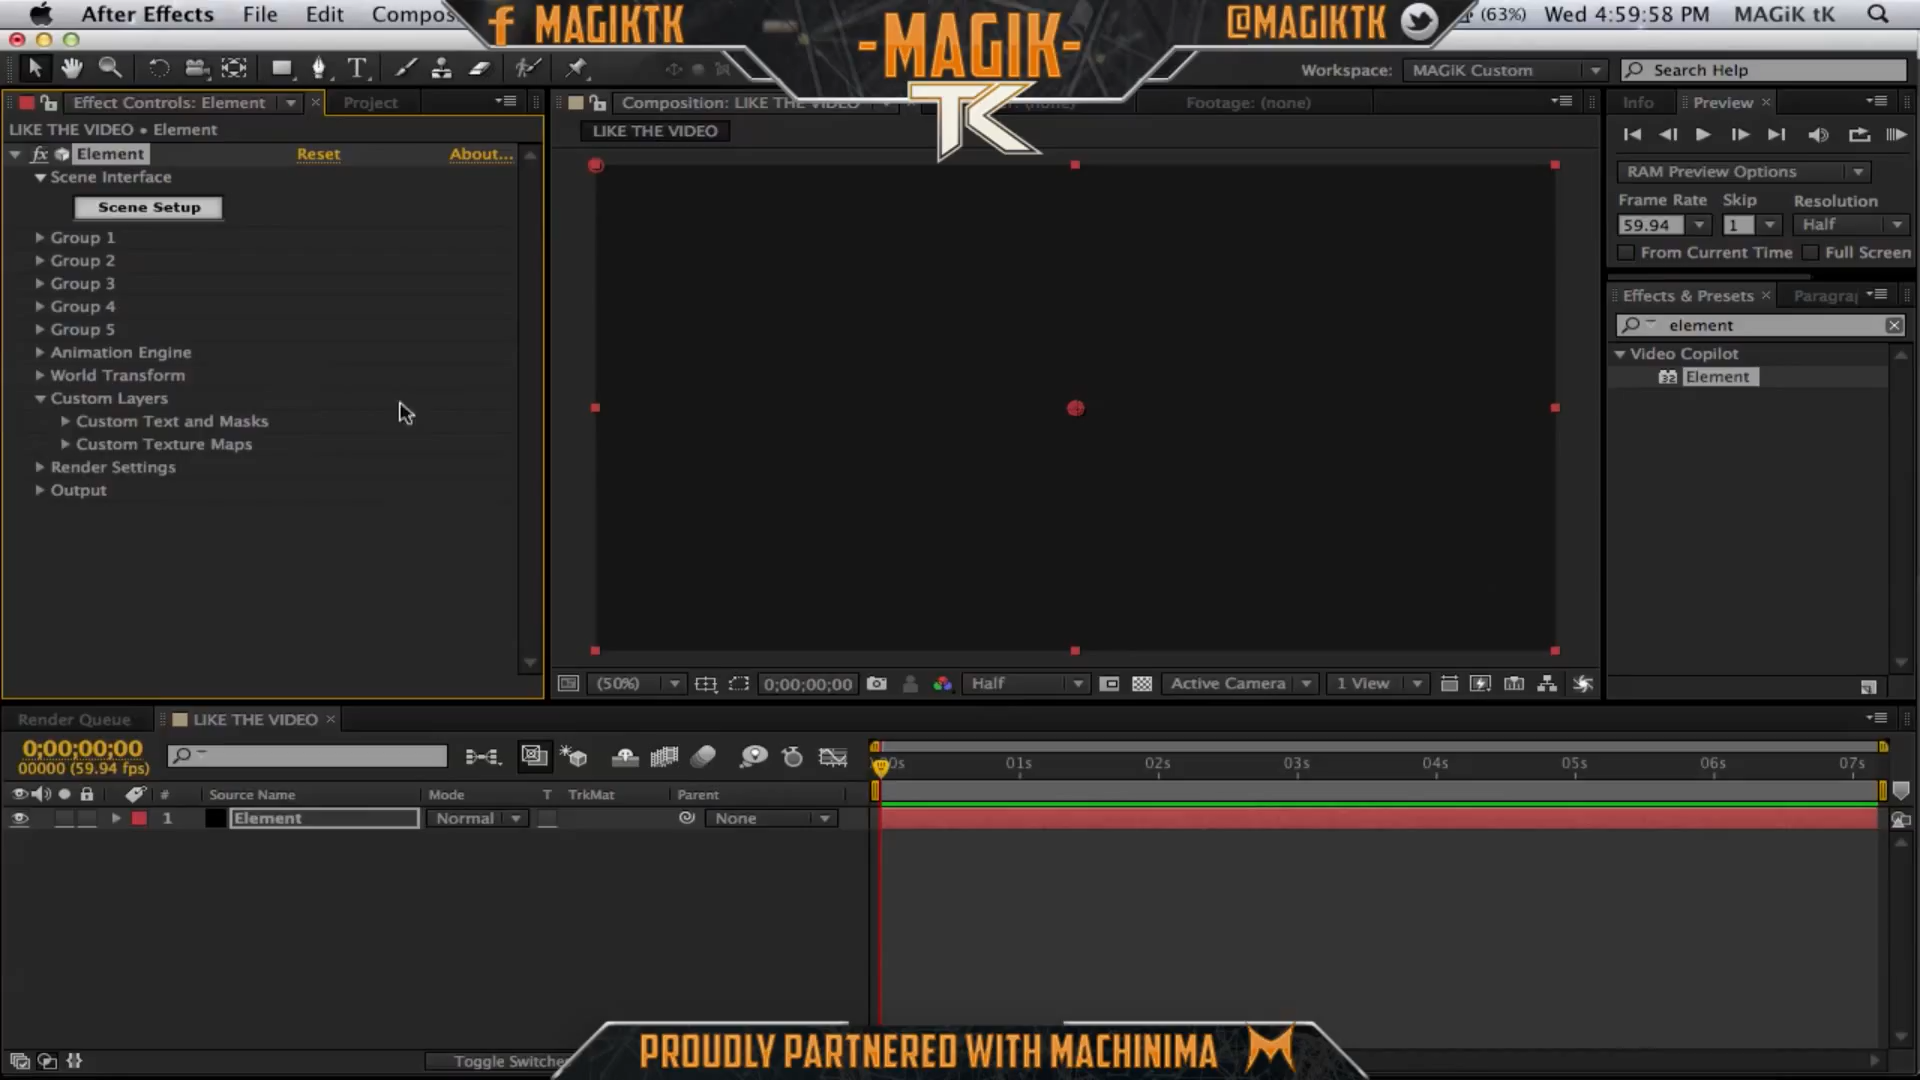 After Effects File Edit Compos
f MAGIKTK
-MAGIK-
TK
@MAGIKTK
(63%) Wed 4:59:58 PM MAGiK tK
Workspace: MAGiK Custom
Search Help
Effect Controls: Element
Project
Composition: LIKE THE VIDEO
(none)
Footage: (none)
Info
Preview
LIKE THE VIDEO • Element
LIKE THE VIDEO
fx Element Reset About...
Scene Interface
Scene Setup
Group 1
Group 2
Group 3
Group 4
Group 5
Animation Engine
World Transform
Custom Layers
Custom Text and Masks
Custom Texture Maps
Render Settings
Output
RAM Preview Options
Frame Rate Skip Resolution
59.94 1 Half
From Current Time Full Screen
Effects & Presets
Paragra
element
Video Copilot
32 Element
(50%) 0;00;00;00 Half Active Camera 1 View
Render Queue
LIKE THE VIDEO
0;00;00;00
00000 (59.94 fps)
01s 02s 03s 04s 05s 06s 07s
# Source Name Mode T TrkMat Parent
1 Element Normal None
Toggle Switche
PROUDLY PARTNERED WITH MACHINIMA